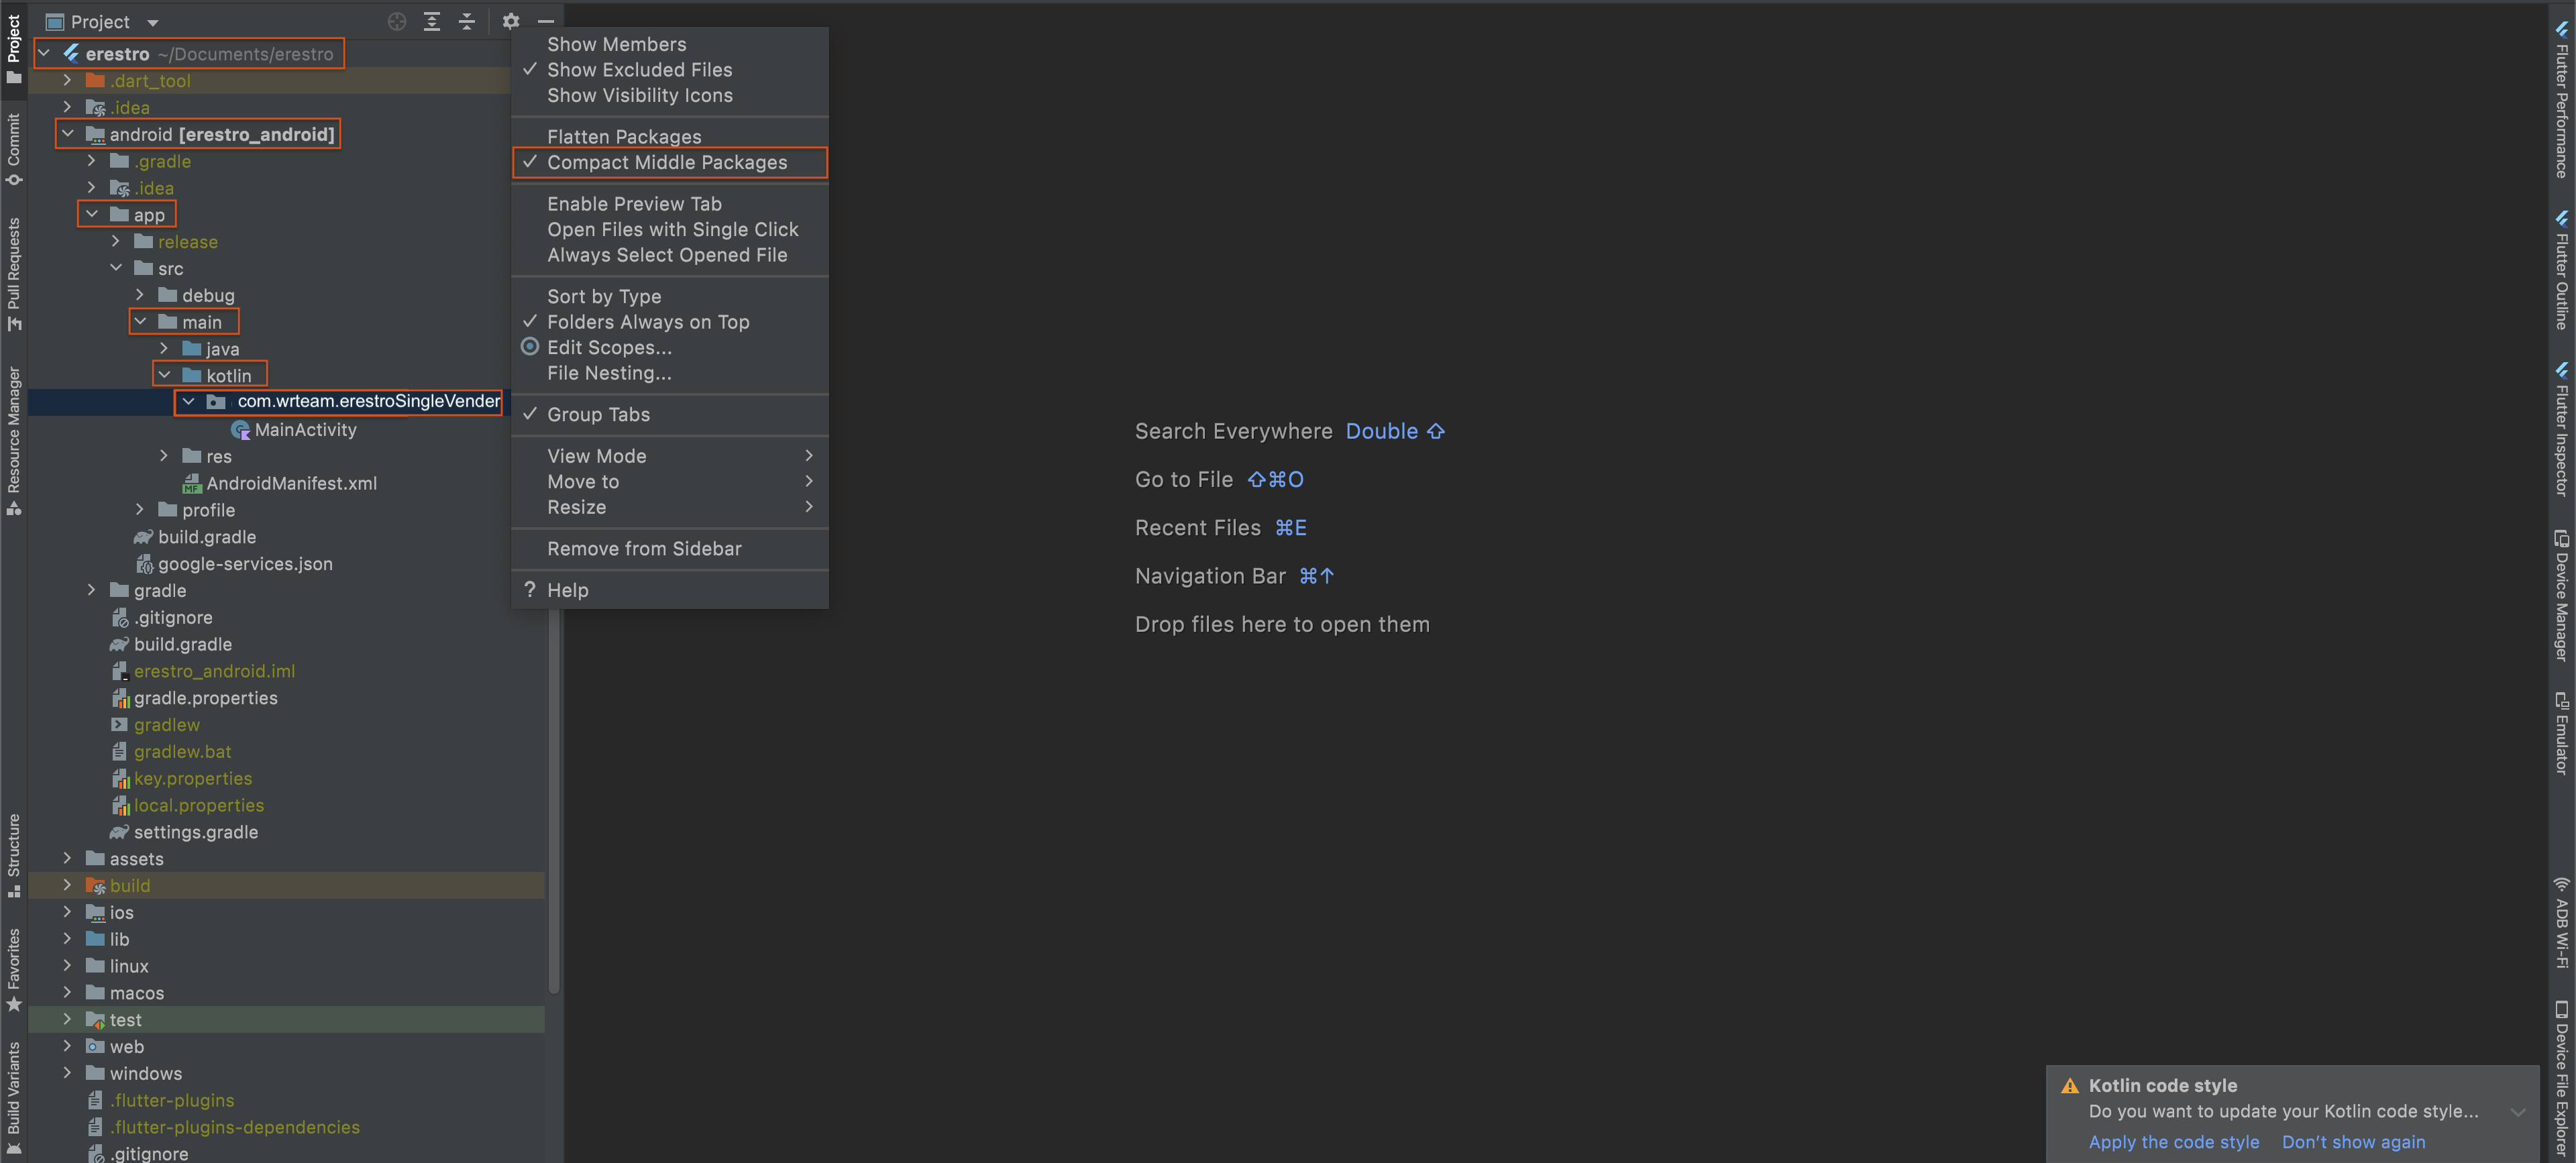 Project
Commit
Pull Requests
Resource Manager
Structure
Favorites
Build Variants
Project
erestro ~/Documents/erestro
.dart_tool
.idea
android [erestro_android]
.gradle
.idea
app
release
src
debug
main
java
kotlin
com.wrteam.erestroSingleVender
MainActivity
res
AndroidManifest.xml
profile
build.gradle
google-services.json
gradle
.gitignore
build.gradle
erestro_android.iml
gradle.properties
gradlew
gradlew.bat
key.properties
local.properties
settings.gradle
assets
build
ios
lib
linux
macos
test
web
windows
.flutter-plugins
.flutter-plugins-dependencies
.gitignore
Show Members
✓ Show Excluded Files
Show Visibility Icons
Flatten Packages
✓ Compact Middle Packages
Enable Preview Tab
Open Files with Single Click
Always Select Opened File
Sort by Type
✓ Folders Always on Top
Edit Scopes...
File Nesting...
✓ Group Tabs
View Mode
Move to
Resize
Remove from Sidebar
? Help
Search Everywhere Double ⇧
Go to File ⇧⌘O
Recent Files ⌘E
Navigation Bar ⌘↑
Drop files here to open them
Kotlin code style
Do you want to update your Kotlin code style...
Apply the code style Don't show again
Flutter Performance
Flutter Outline
Flutter Inspector
Device Manager
Emulator
ADB Wi-Fi
Device File Explorer